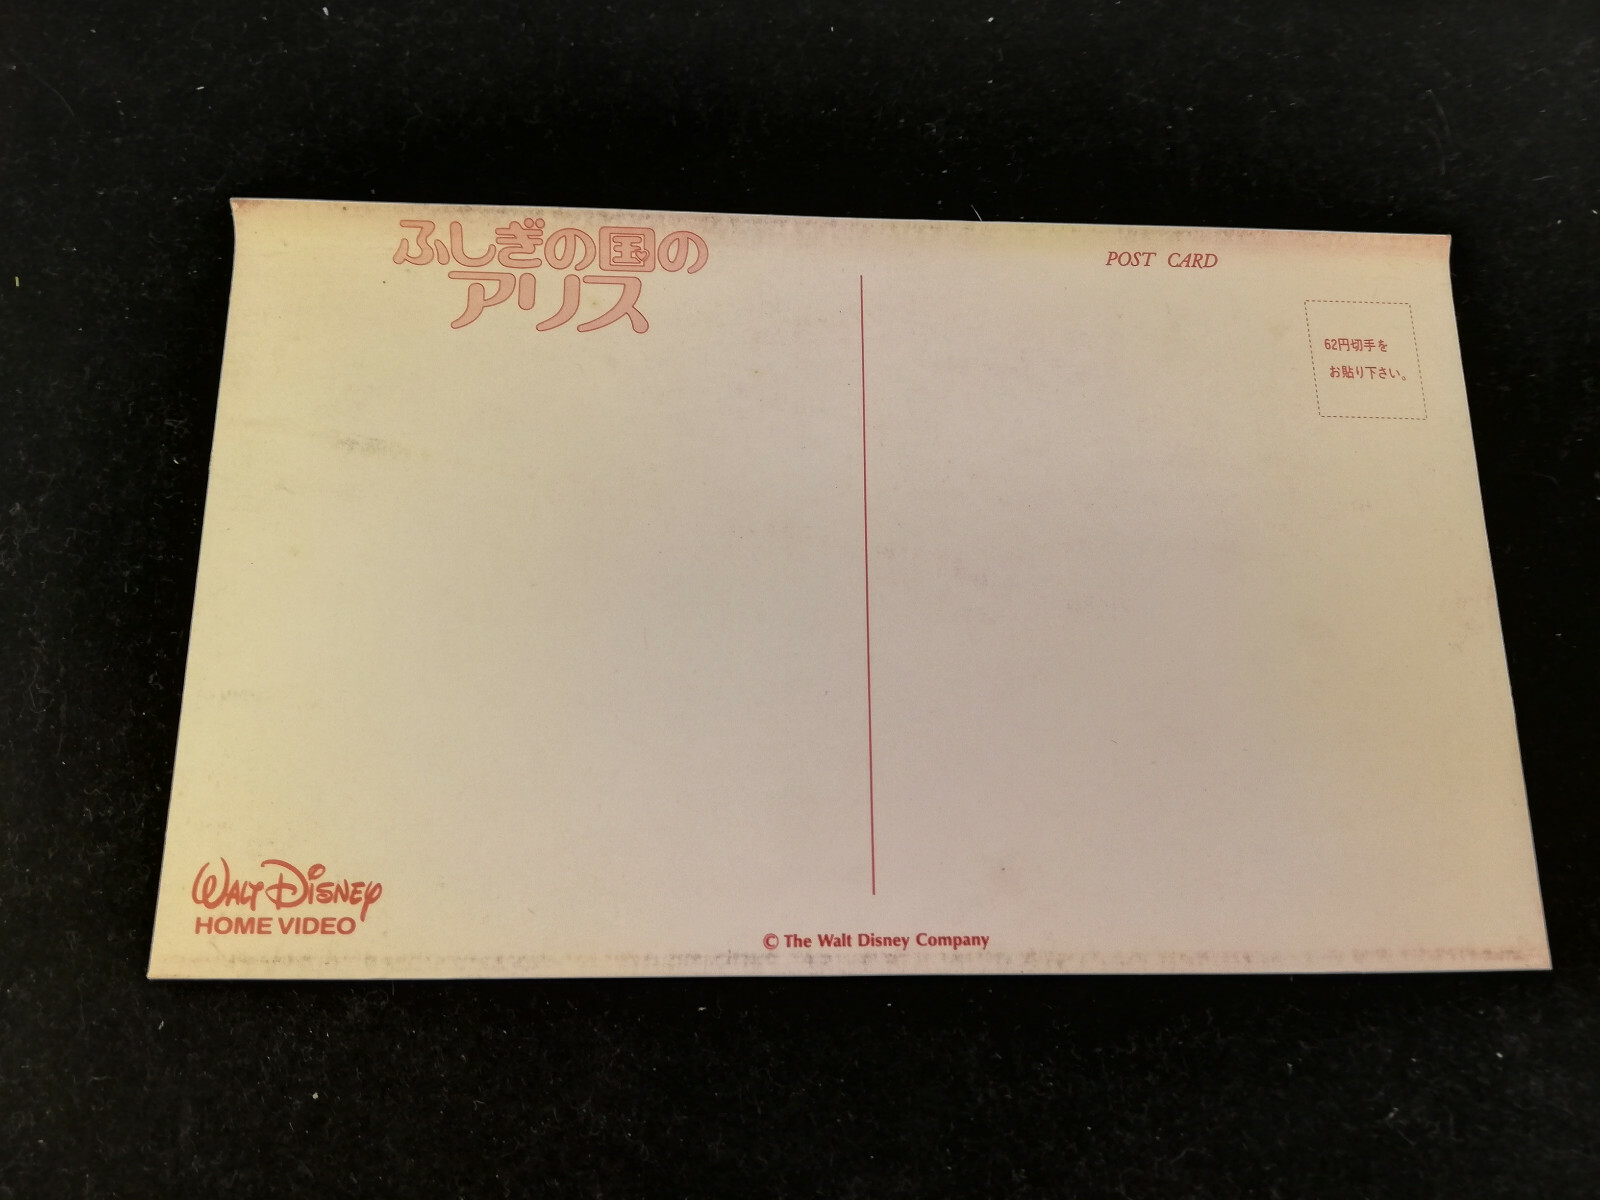 ふしぎの国の
アリス
POST CARD
62円切手を
お貼り下さい。
WALT DISNEY
HOME VIDEO
© The Walt Disney Company